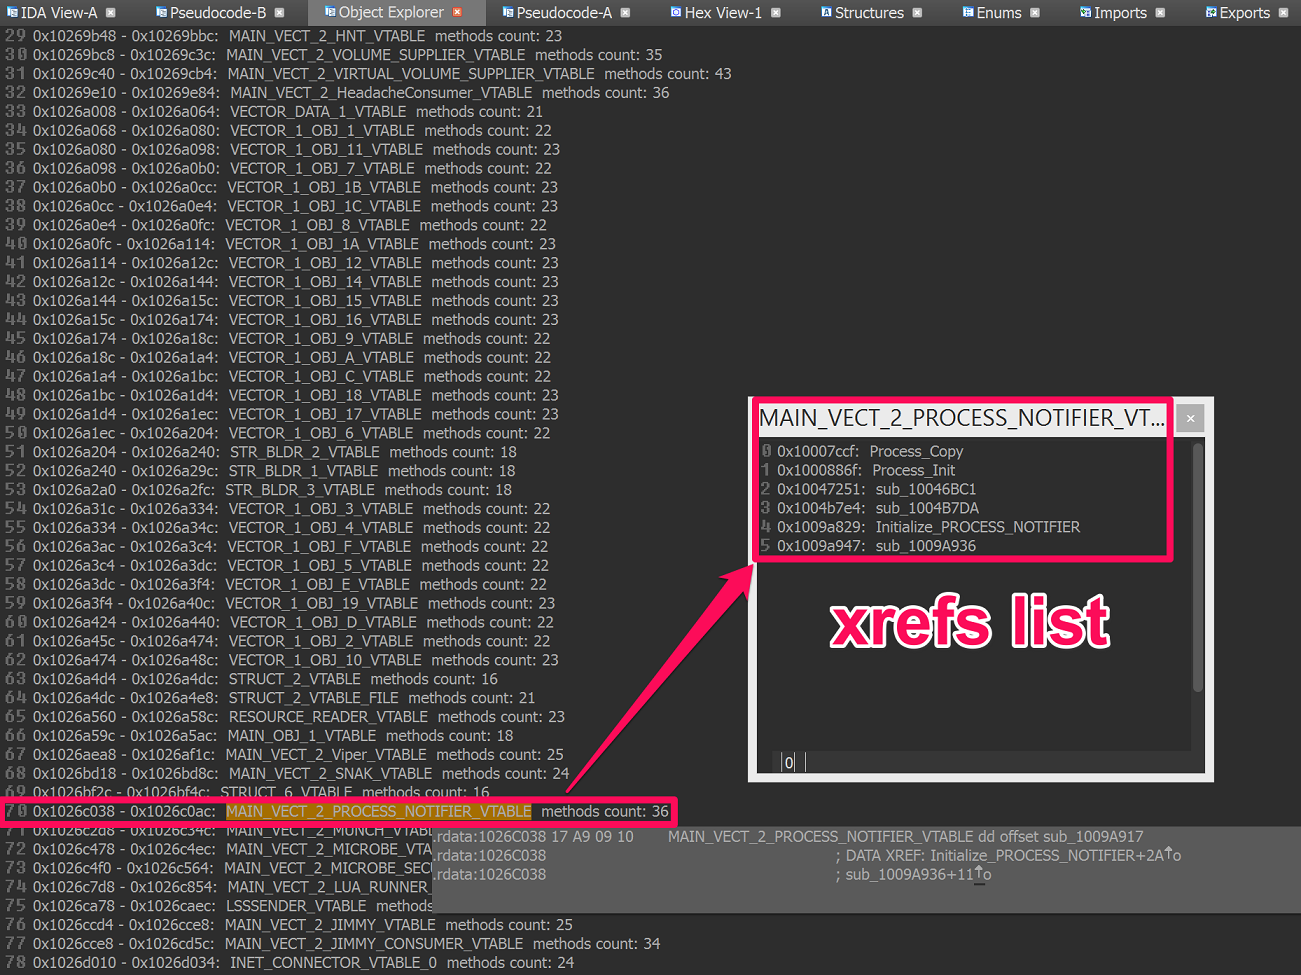 IDA View-A Pseudocode-B Object Explorer Pseudocode-A Hex View-1 Structures Enums Imports Exports
29 0x10269b48 - 0x10269bbc: MAIN_VECT_2_HNT_VTABLE methods count: 23
30 0x10269bc8 - 0x10269c3c: MAIN_VECT_2_VOLUME_SUPPLIER_VTABLE methods count: 35
31 0x10269c40 - 0x10269cb4: MAIN_VECT_2_VIRTUAL_VOLUME_SUPPLIER_VTABLE methods count: 43
32 0x10269e10 - 0x10269e84: MAIN_VECT_2_HeadacheConsumer_VTABLE methods count: 36
33 0x1026a008 - 0x1026a064: VECTOR_DATA_1_VTABLE methods count: 21
34 0x1026a068 - 0x1026a080: VECTOR_1_OBJ_1_VTABLE methods count: 22
35 0x1026a080 - 0x1026a098: VECTOR_1_OBJ_11_VTABLE methods count: 23
36 0x1026a098 - 0x1026a0b0: VECTOR_1_OBJ_7_VTABLE methods count: 22
37 0x1026a0b0 - 0x1026a0cc: VECTOR_1_OBJ_1B_VTABLE methods count: 23
38 0x1026a0cc - 0x1026a0e4: VECTOR_1_OBJ_1C_VTABLE methods count: 23
39 0x1026a0e4 - 0x1026a0fc: VECTOR_1_OBJ_8_VTABLE methods count: 22
40 0x1026a0fc - 0x1026a114: VECTOR_1_OBJ_1A_VTABLE methods count: 23
41 0x1026a114 - 0x1026a12c: VECTOR_1_OBJ_12_VTABLE methods count: 23
42 0x1026a12c - 0x1026a144: VECTOR_1_OBJ_14_VTABLE methods count: 23
43 0x1026a144 - 0x1026a15c: VECTOR_1_OBJ_15_VTABLE methods count: 23
44 0x1026a15c - 0x1026a174: VECTOR_1_OBJ_16_VTABLE methods count: 23
45 0x1026a174 - 0x1026a18c: VECTOR_1_OBJ_9_VTABLE methods count: 22
46 0x1026a18c - 0x1026a1a4: VECTOR_1_OBJ_A_VTABLE methods count: 22
47 0x1026a1a4 - 0x1026a1bc: VECTOR_1_OBJ_C_VTABLE methods count: 22
48 0x1026a1bc - 0x1026a1d4: VECTOR_1_OBJ_18_VTABLE methods count: 23
49 0x1026a1d4 - 0x1026a1ec: VECTOR_1_OBJ_17_VTABLE methods count: 23
50 0x1026a1ec - 0x1026a204: VECTOR_1_OBJ_6_VTABLE methods count: 22
51 0x1026a204 - 0x1026a240: STR_BLDR_2_VTABLE methods count: 18
52 0x1026a240 - 0x1026a29c: STR_BLDR_1_VTABLE methods count: 18
53 0x1026a2a0 - 0x1026a2fc: STR_BLDR_3_VTABLE methods count: 18
54 0x1026a31c - 0x1026a334: VECTOR_1_OBJ_3_VTABLE methods count: 22
55 0x1026a334 - 0x1026a34c: VECTOR_1_OBJ_4_VTABLE methods count: 22
56 0x1026a3ac - 0x1026a3c4: VECTOR_1_OBJ_F_VTABLE methods count: 22
57 0x1026a3c4 - 0x1026a3dc: VECTOR_1_OBJ_5_VTABLE methods count: 22
58 0x1026a3dc - 0x1026a3f4: VECTOR_1_OBJ_E_VTABLE methods count: 22
59 0x1026a3f4 - 0x1026a40c: VECTOR_1_OBJ_19_VTABLE methods count: 23
60 0x1026a424 - 0x1026a440: VECTOR_1_OBJ_D_VTABLE methods count: 22
61 0x1026a45c - 0x1026a474: VECTOR_1_OBJ_2_VTABLE methods count: 22
62 0x1026a474 - 0x1026a48c: VECTOR_1_OBJ_10_VTABLE methods count: 23
63 0x1026a4d4 - 0x1026a4dc: STRUCT_2_VTABLE methods count: 16
64 0x1026a4dc - 0x1026a4e8: STRUCT_2_VTABLE_FILE methods count: 21
65 0x1026a560 - 0x1026a58c: RESOURCE_READER_VTABLE methods count: 23
66 0x1026a59c - 0x1026a5ac: MAIN_OBJ_1_VTABLE methods count: 18
67 0x1026aea8 - 0x1026af1c: MAIN_VECT_2_Viper_VTABLE methods count: 25
68 0x1026bd18 - 0x1026bd8c: MAIN_VECT_2_SNAK_VTABLE methods count: 24
69 0x1026bf2c - 0x1026bf4c: STRUCT_6_VTABLE methods count: 16
70 0x1026c038 - 0x1026c0ac: MAIN_VECT_2_PROCESS_NOTIFIER_VTABLE methods count: 36
71 0x1026c2d8 - 0x1026c34c: MAIN_VECT_2_MUNCH_VTABL
72 0x1026c478 - 0x1026c4ec: MAIN_VECT_2_MICROBE_VTA
73 0x1026c4f0 - 0x1026c564: MAIN_VECT_2_MICROBE_SEC
74 0x1026c7d8 - 0x1026c854: MAIN_VECT_2_LUA_RUNNER_
75 0x1026ca78 - 0x1026caec: LSSSENDER_VTABLE methods
76 0x1026ccd4 - 0x1026cce8: MAIN_VECT_2_JIMMY_VTABLE methods count: 25
77 0x1026cce8 - 0x1026cd5c: MAIN_VECT_2_JIMMY_CONSUMER_VTABLE methods count: 34
78 0x1026d010 - 0x1026d034: INET_CONNECTOR_VTABLE_0 methods count: 24
MAIN_VECT_2_PROCESS_NOTIFIER_VT...
0 0x10007ccf: Process_Copy
1 0x1000886f: Process_Init
2 0x10047251: sub_10046BC1
3 0x1004b7e4: sub_1004B7DA
4 0x1009a829: Initialize_PROCESS_NOTIFIER
5 0x1009a947: sub_1009A936
xrefs list
0
.rdata:1026C038 17 A9 09 10 MAIN_VECT_2_PROCESS_NOTIFIER_VTABLE dd offset sub_1009A917
.rdata:1026C038 ; DATA XREF: Initialize_PROCESS_NOTIFIER+2A↑o
.rdata:1026C038 ; sub_1009A936+11↑o